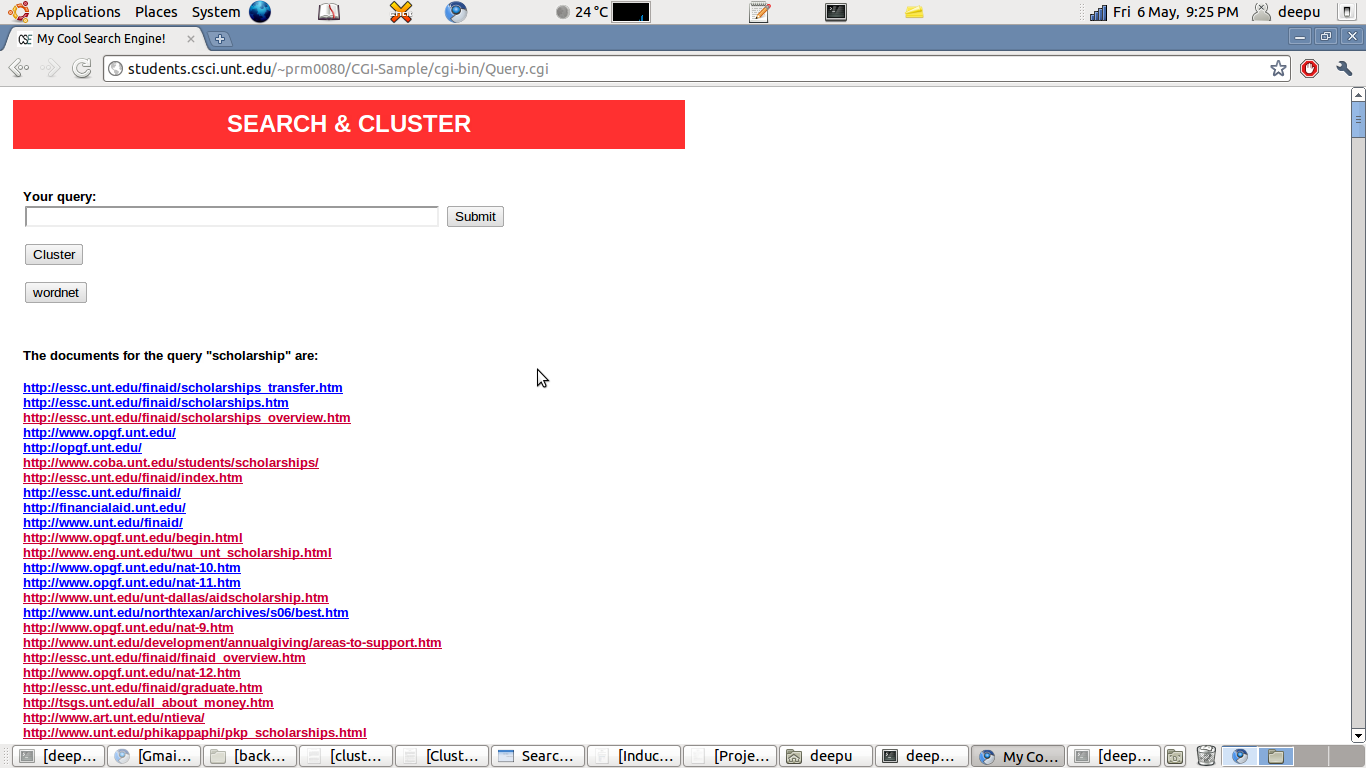 Applications Places System 24 °C Fri 6 May, 9:25 PM deepu
CSE My Cool Search Engine!
students.csci.unt.edu/~prm0080/CGI-Sample/cgi-bin/Query.cgi
SEARCH & CLUSTER
Your query:
Submit
Cluster
wordnet
The documents for the query "scholarship" are:
http://essc.unt.edu/finaid/scholarships_transfer.htm
http://essc.unt.edu/finaid/scholarships.htm
http://essc.unt.edu/finaid/scholarships_overview.htm
http://www.opgf.unt.edu/
http://opgf.unt.edu/
http://www.coba.unt.edu/students/scholarships/
http://essc.unt.edu/finaid/index.htm
http://essc.unt.edu/finaid/
http://financialaid.unt.edu/
http://www.unt.edu/finaid/
http://www.opgf.unt.edu/begin.html
http://www.eng.unt.edu/twu_unt_scholarship.html
http://www.opgf.unt.edu/nat-10.htm
http://www.opgf.unt.edu/nat-11.htm
http://www.unt.edu/unt-dallas/aidscholarship.htm
http://www.unt.edu/northtexan/archives/s06/best.htm
http://www.opgf.unt.edu/nat-9.htm
http://www.unt.edu/development/annualgiving/areas-to-support.htm
http://essc.unt.edu/finaid/finaid_overview.htm
http://www.opgf.unt.edu/nat-12.htm
http://essc.unt.edu/finaid/graduate.htm
http://tsgs.unt.edu/all_about_money.htm
http://www.art.unt.edu/ntieva/
http://www.unt.edu/phikappaphi/pkp_scholarships.html
[deep... [Gmai... [back... [clust... [Clust... Searc... [Induc... [Proje... deepu deep... My Co... [deep...